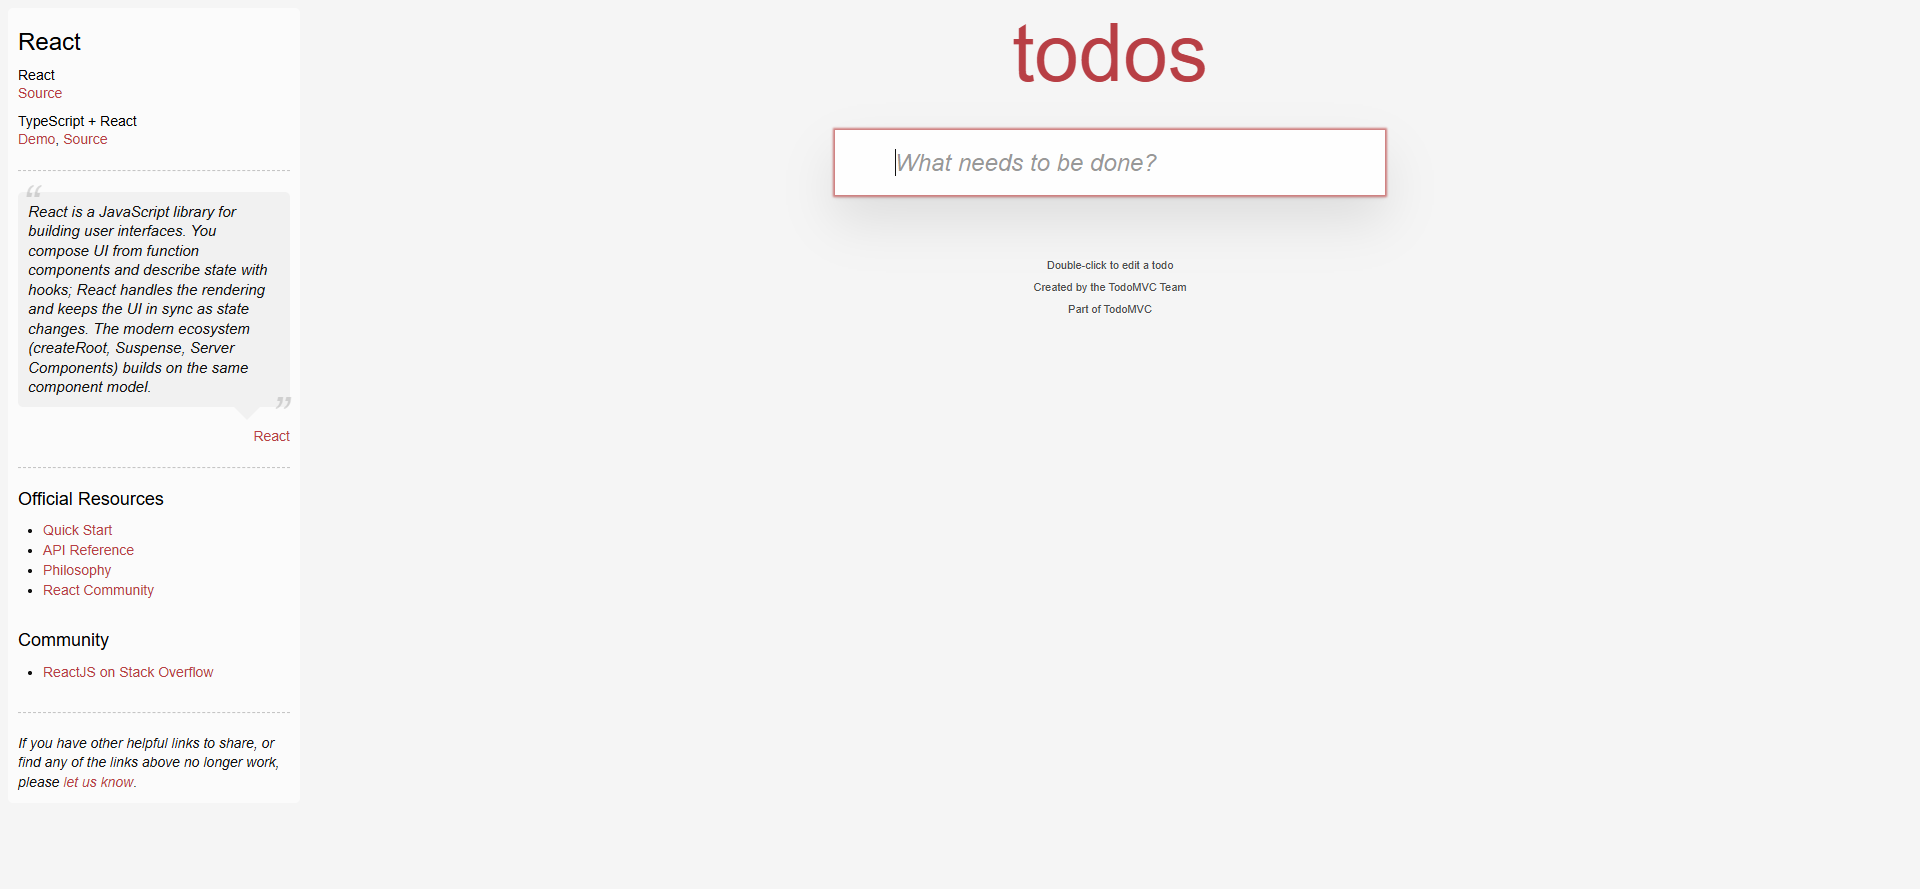 React
React
Source
TypeScript + React
Demo, Source
“
React is a JavaScript library for
building user interfaces. You
compose UI from function
components and describe state with
hooks; React handles the rendering
and keeps the UI in sync as state
changes. The modern ecosystem
(createRoot, Suspense, Server
Components) builds on the same
component model.
”
React
Official Resources
• Quick Start
• API Reference
• Philosophy
• React Community
Community
• ReactJS on Stack Overflow
If you have other helpful links to share, or
find any of the links above no longer work,
please let us know.
todos
What needs to be done?
Double-click to edit a todo
Created by the TodoMVC Team
Part of TodoMVC